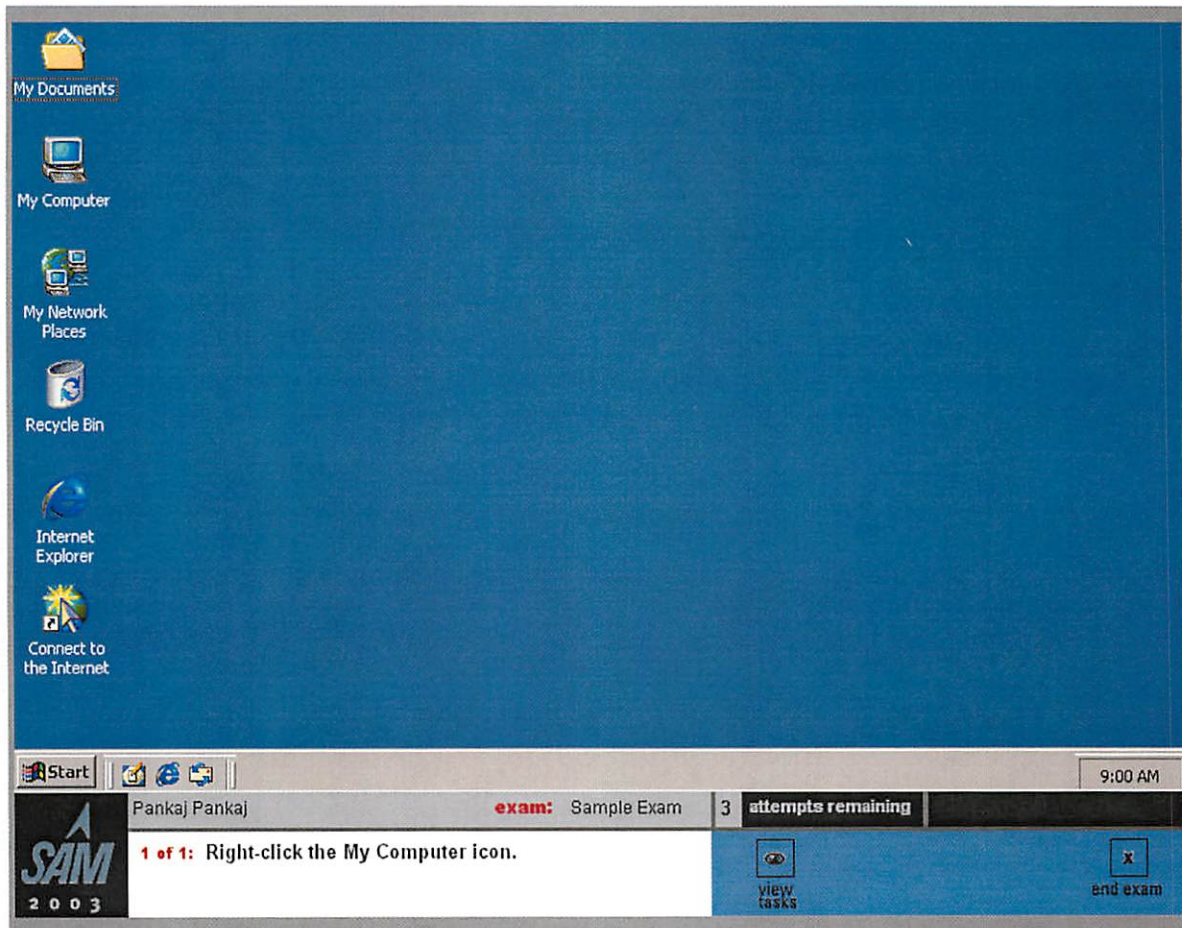 My Documents
My Computer
My Network
Places
Recycle Bin
Internet
Explorer
Connect to
the Internet
Start
9:00 AM
Pankaj Pankaj
exam: Sample Exam
3 attempts remaining
SAM
2003
1 of 1: Right-click the My Computer icon.
view
tasks
x
end exam